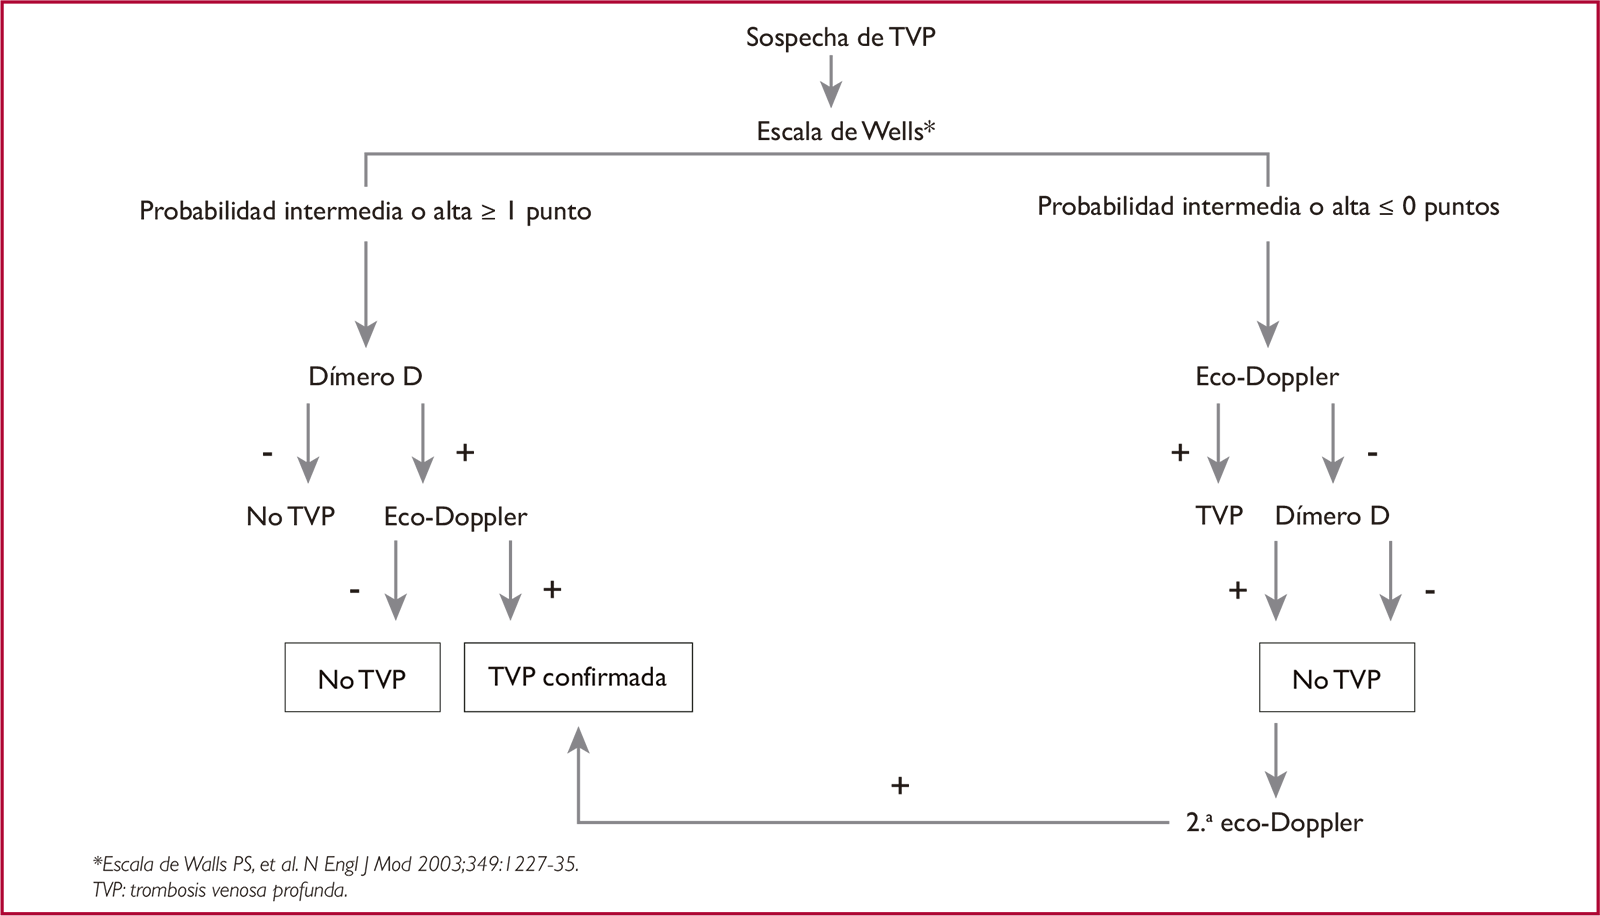 Sospecha de TVP
Escala de Wells*
Probabilidad intermedia o alta ≥ 1 punto
Probabilidad intermedia o alta ≤ 0 puntos
Dímero D
Eco-Doppler
-
+
+
-
No TVP
Eco-Doppler
TVP
Dímero D
-
+
+
-
No TVP
TVP confirmada
No TVP
+
2.ª eco-Doppler
*Escala de Walls PS, et al. N Engl J Mod 2003;349:1227-35.
TVP: trombosis venosa profunda.